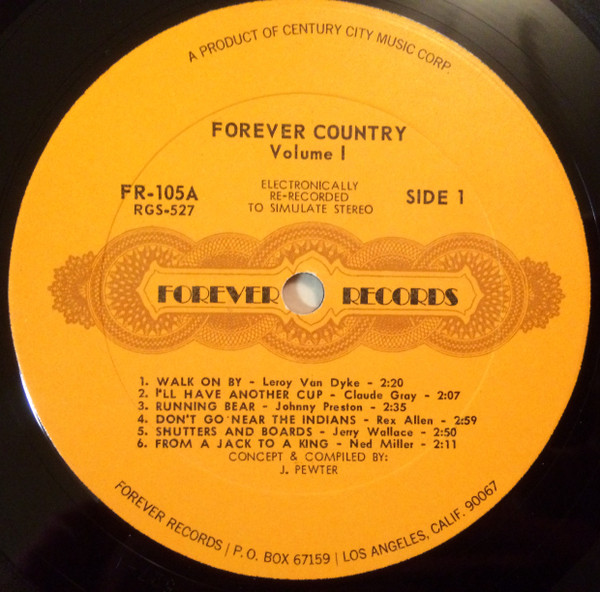 A PRODUCT OF CENTURY CITY MUSIC CORP.
FOREVER COUNTRY
Volume I
FR-105A
RGS-527
ELECTRONICALLY
RE-RECORDED
TO SIMULATE STEREO
SIDE 1
FOREVER RECORDS
1. WALK ON BY - Leroy Van Dyke - 2:20
2. I'LL HAVE ANOTHER CUP - Claude Gray - 2:07
3. RUNNING BEAR - Johnny Preston - 2:35
4. DON'T GO NEAR THE INDIANS - Rex Allen - 2:59
5. SHUTTERS AND BOARDS - Jerry Wallace - 2:50
6. FROM A JACK TO A KING - Ned Miller - 2:11
CONCEPT & COMPILED BY:
J. PEWTER
FOREVER RECORDS | P.O. BOX 67159 | LOS ANGELES, CALIF. 90067